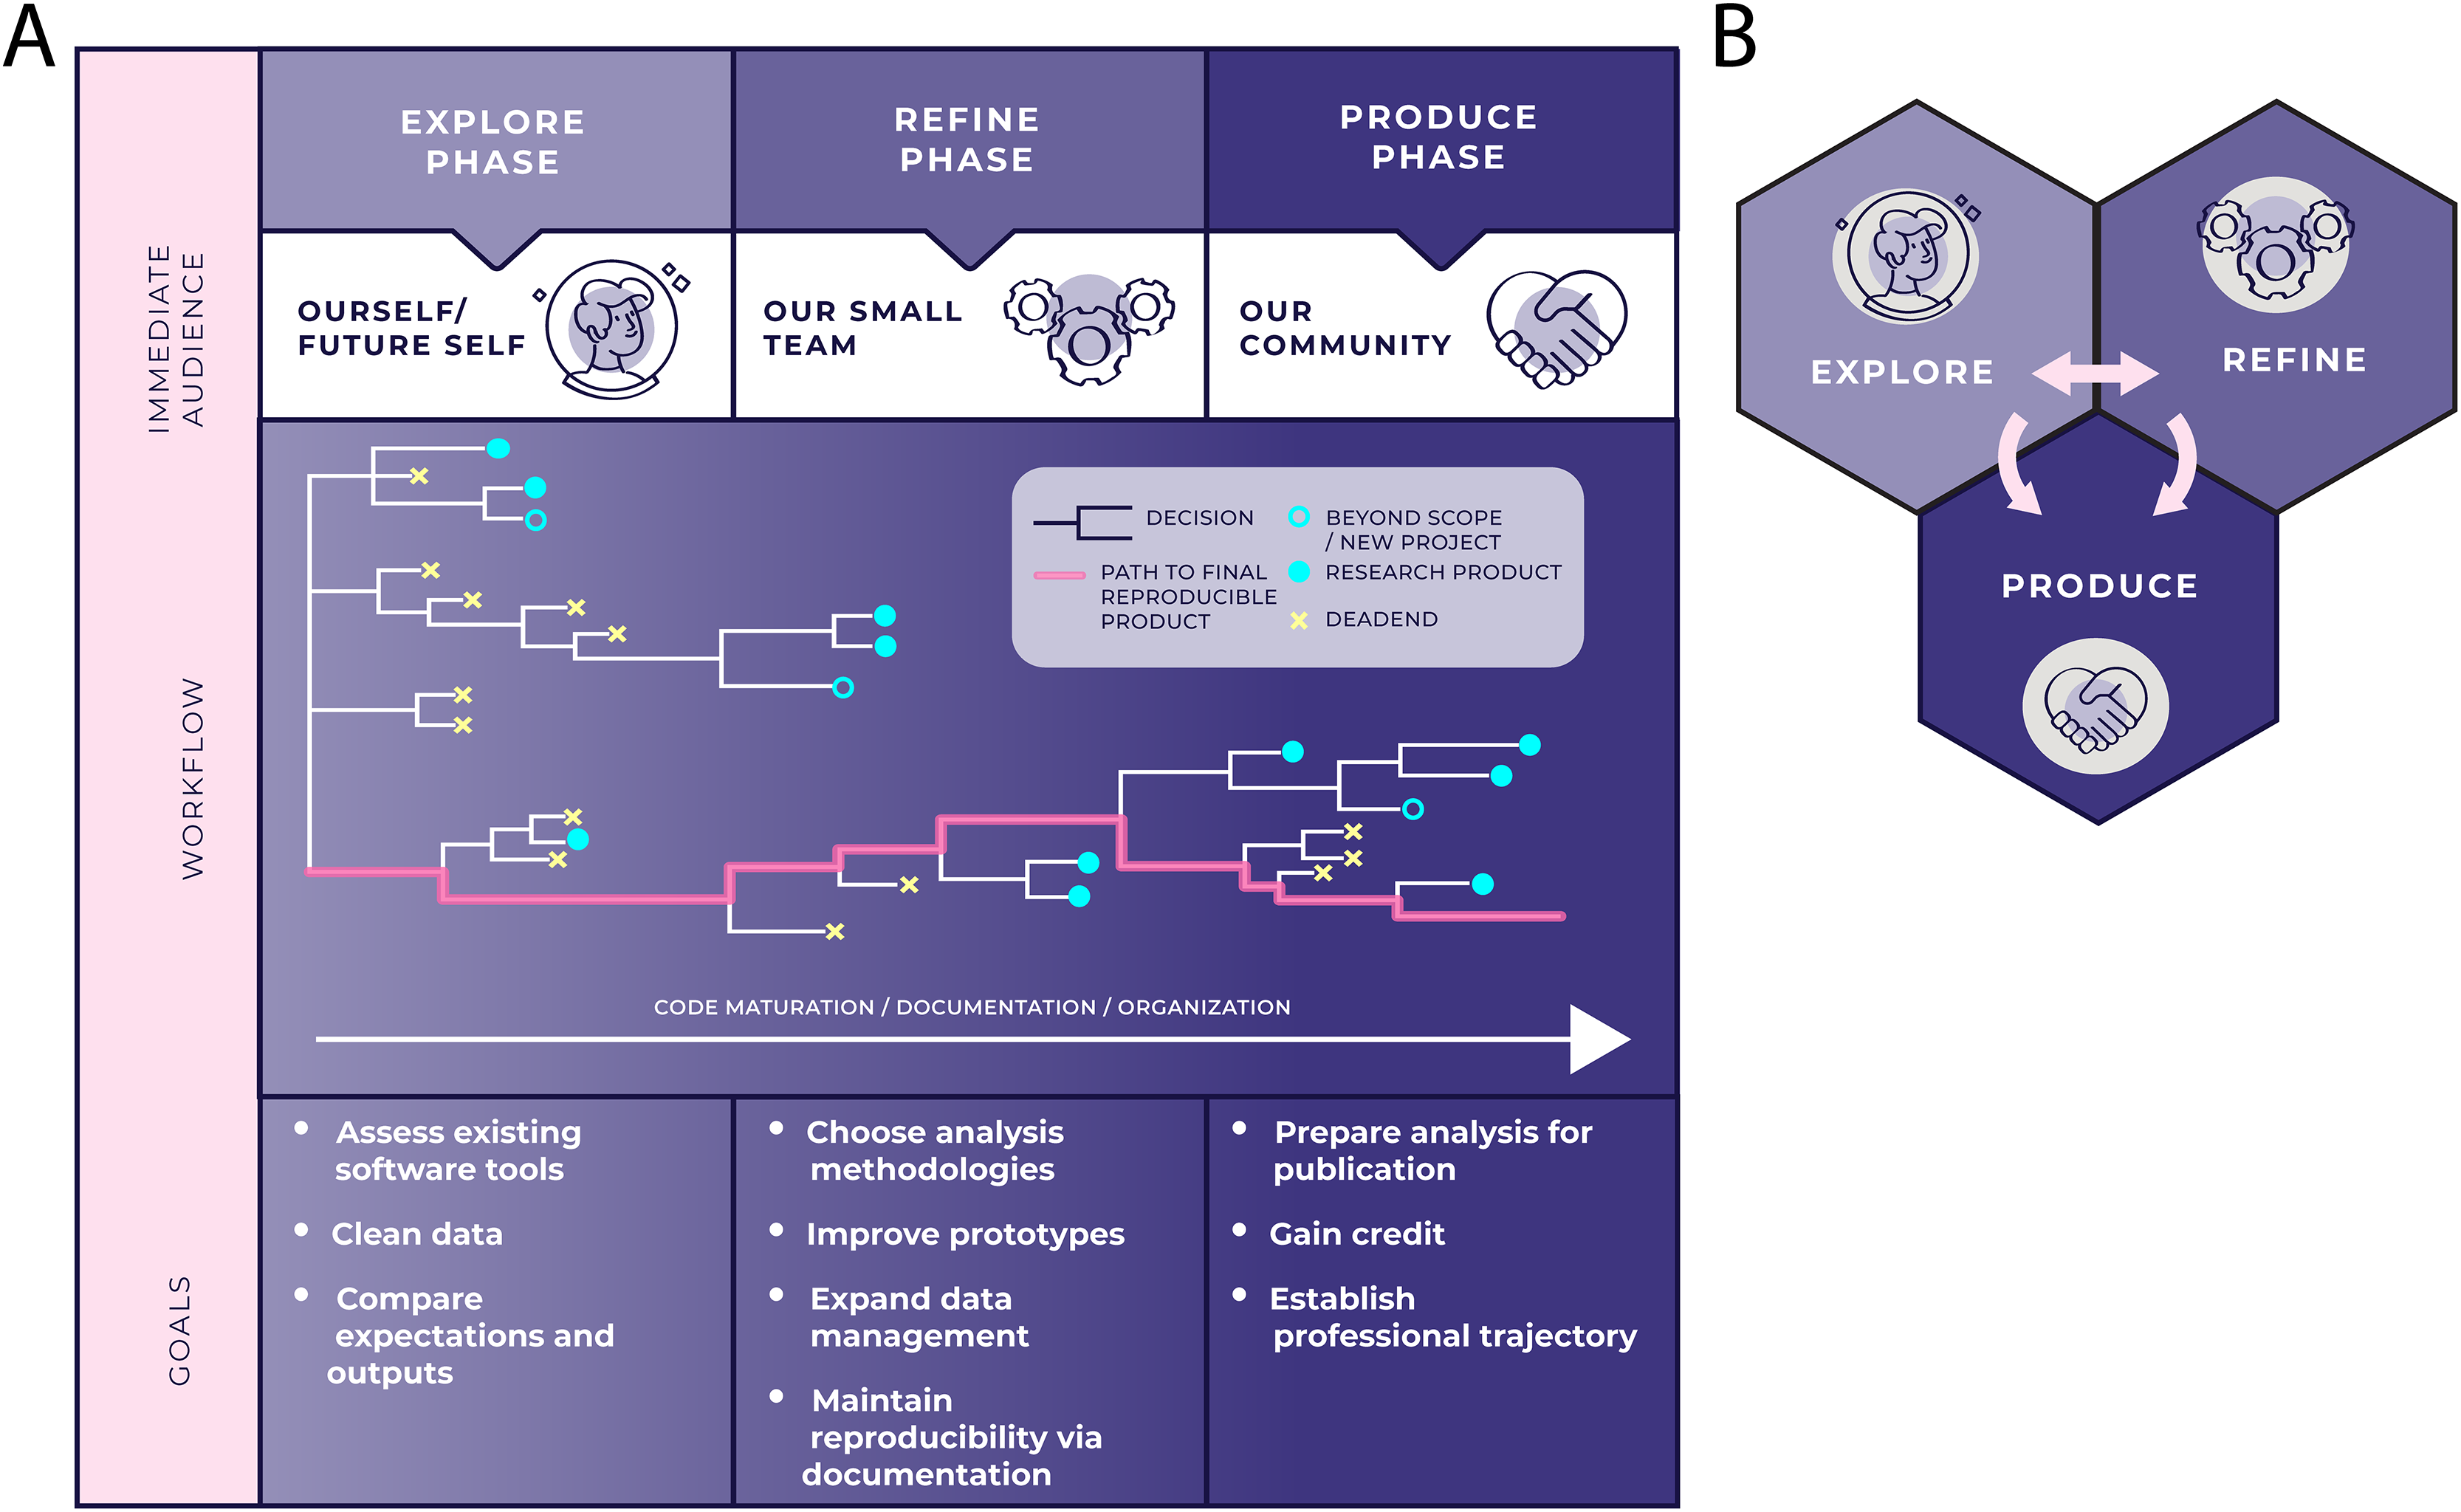 A
B
EXPLORE
PHASE
REFINE
PHASE
PRODUCE
PHASE
IMMEDIATE
AUDIENCE
OURSELF/
FUTURE SELF
OUR SMALL
TEAM
OUR
COMMUNITY
WORKFLOW
DECISION
PATH TO FINAL
REPRODUCIBLE
PRODUCT
BEYOND SCOPE
/ NEW PROJECT
RESEARCH PRODUCT
DEADEND
CODE MATURATION / DOCUMENTATION / ORGANIZATION
GOALS
• Assess existing
software tools
• Clean data
• Compare
expectations and
outputs
• Choose analysis
methodologies
• Improve prototypes
• Expand data
management
• Maintain
reproducibility via
documentation
• Prepare analysis for
publication
• Gain credit
• Establish
professional trajectory
EXPLORE
REFINE
PRODUCE